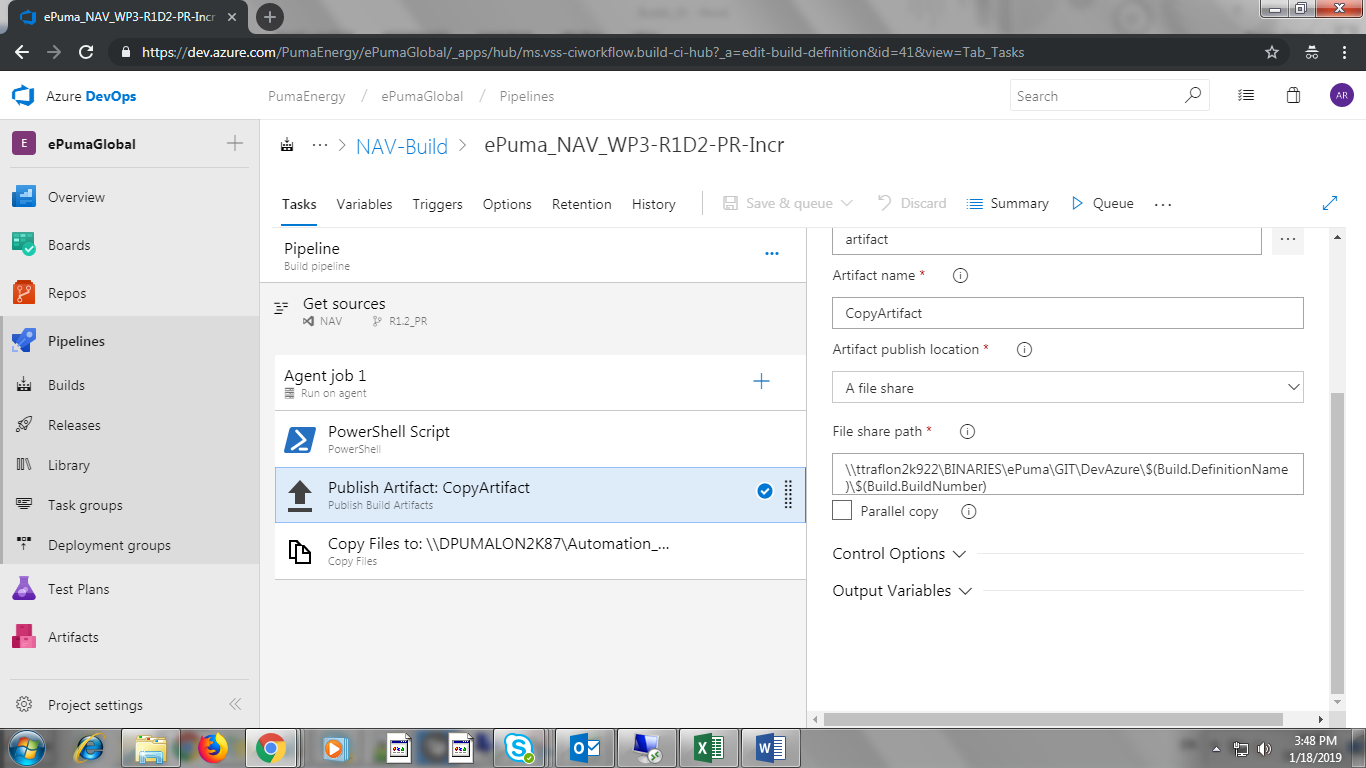 ePuma_NAV_WP3-R1D2-PR-Incr
https://dev.azure.com/PumaEnergy/ePumaGlobal/_apps/hub/ms.vss-ciworkflow.build-ci-hub?_a=edit-build-definition&id=41&view=Tab_Tasks
Azure DevOps
PumaEnergy / ePumaGlobal / Pipelines
Search
AR
E ePumaGlobal
Overview
Boards
Repos
Pipelines
Builds
Releases
Library
Task groups
Deployment groups
Test Plans
Artifacts
Project settings
··· > NAV-Build > ePuma_NAV_WP3-R1D2-PR-Incr
Tasks Variables Triggers Options Retention History Save & queue Discard Summary Queue ···
Pipeline
Build pipeline
Get sources
NAV R1.2_PR
Agent job 1
Run on agent
PowerShell Script
PowerShell
Publish Artifact: CopyArtifact
Publish Build Artifacts
Copy Files to: \\DPUMALON2K87\Automation_...
Copy Files
artifact
Artifact name *
CopyArtifact
Artifact publish location *
A file share
File share path *
\\ttraflon2k922\BINARIES\ePuma\GIT\DevAzure\$(Build.DefinitionName
)\$(Build.BuildNumber)
Parallel copy
Control Options
Output Variables
3:48 PM
1/18/2019